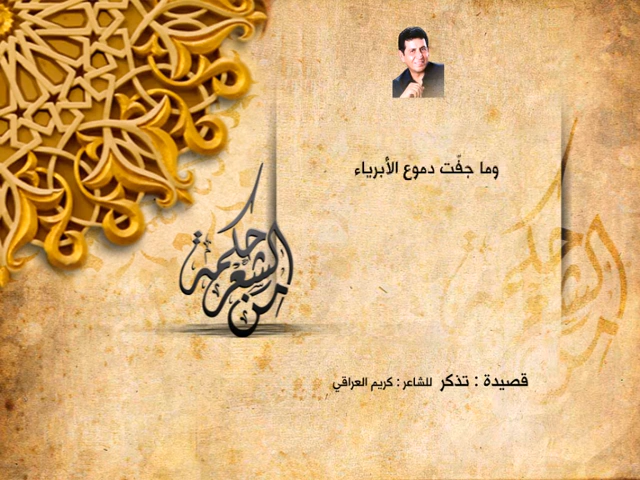 وما جفّت دموع الأبرياء
من الشعر حكمة
قصيدة : تذكر للشاعر : كريم العراقي